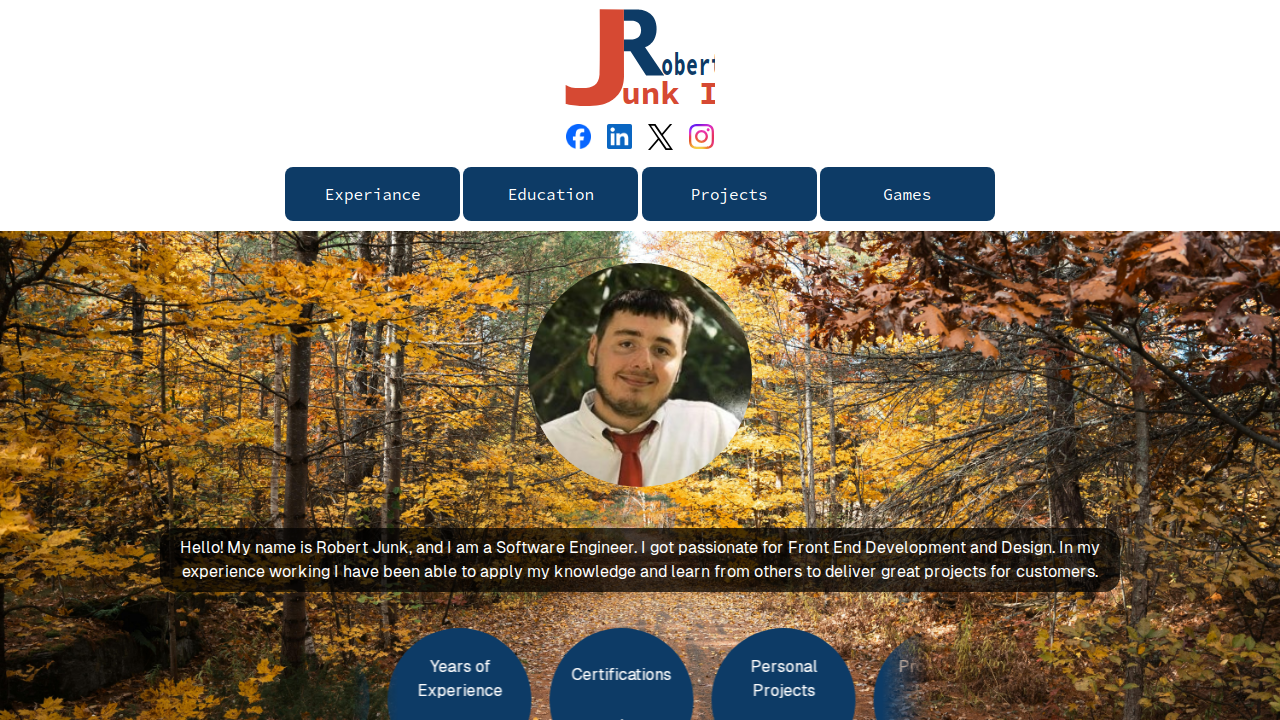 JRobert
unk I
Experiance
Education
Projects
Games
Hello! My name is Robert Junk, and I am a Software Engineer. I got passionate for Front End Development and Design. In my
experience working I have been able to apply my knowledge and learn from others to deliver great projects for customers.
Years of
Experience
Certifications
Personal
Projects